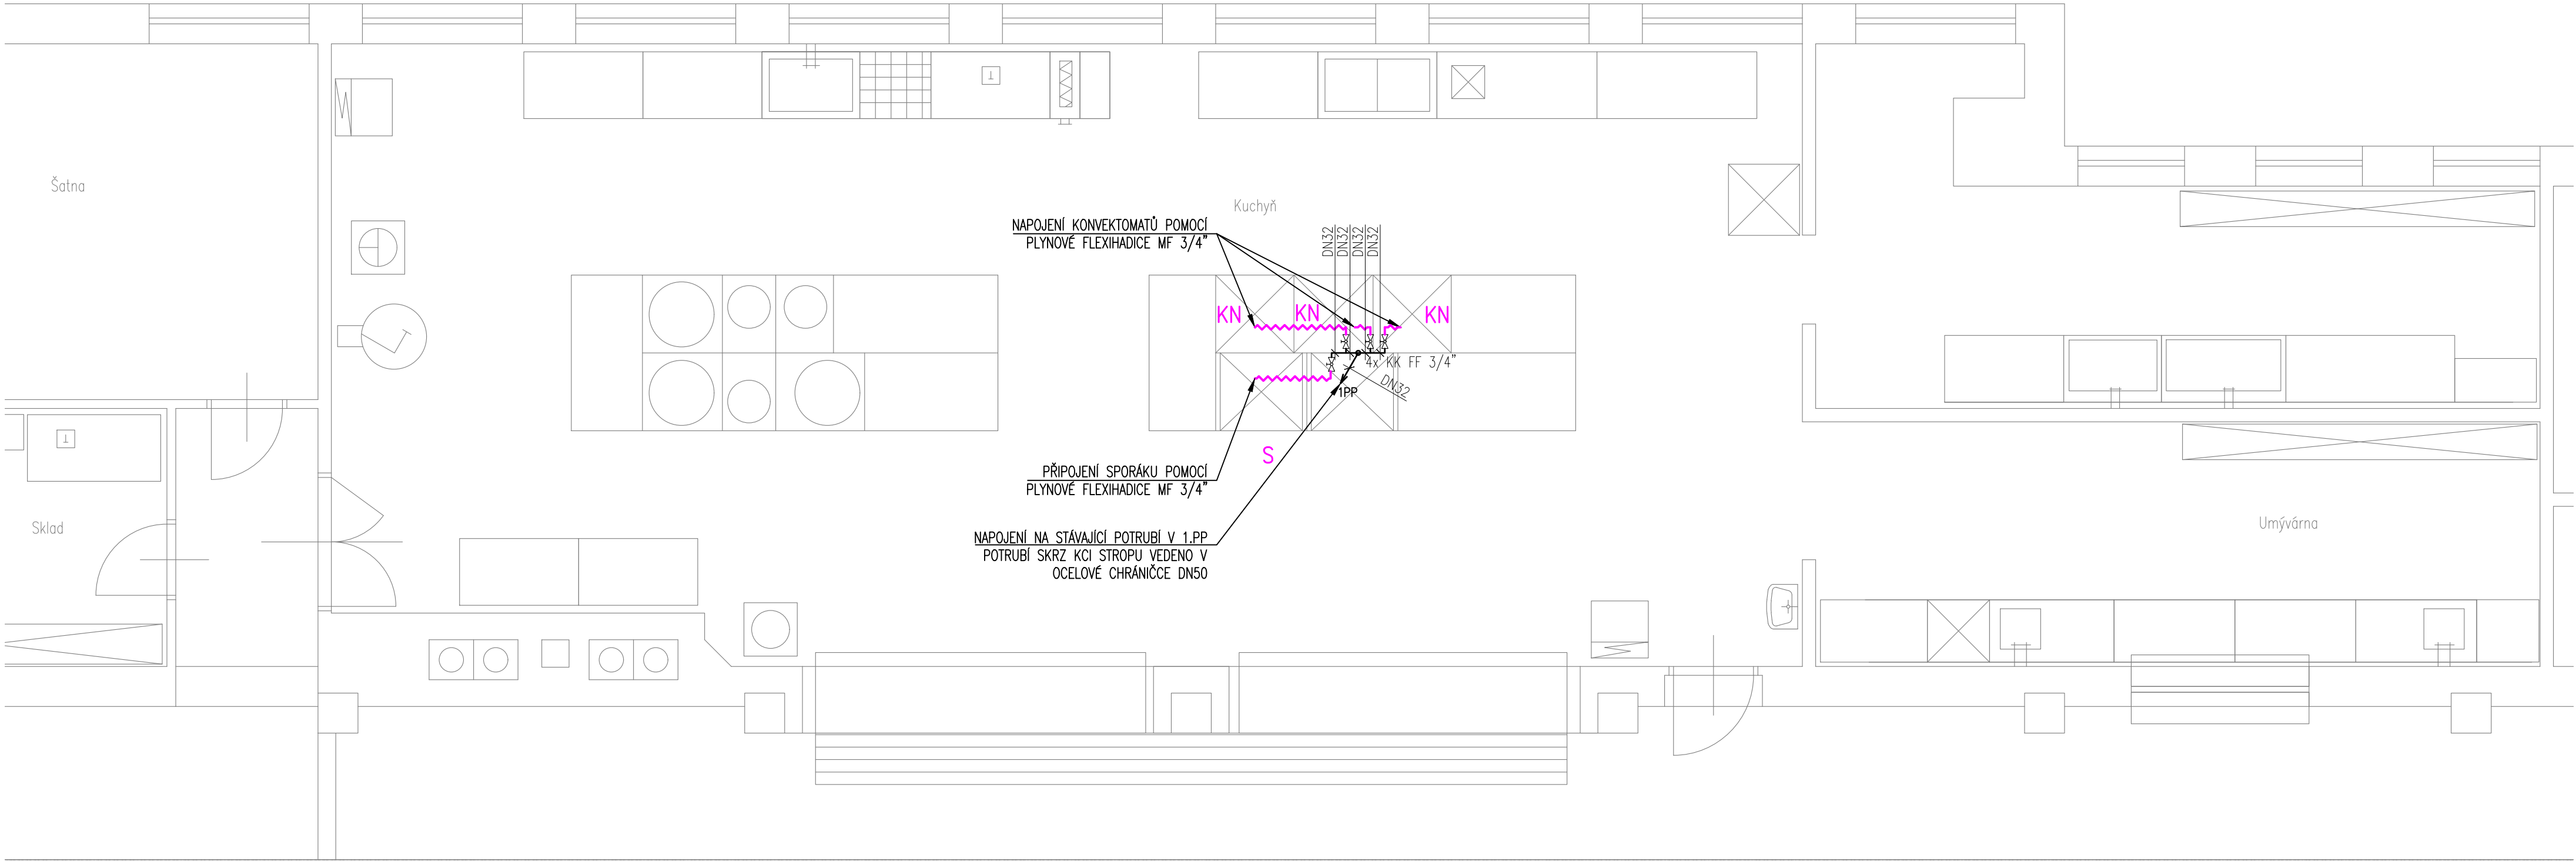 Šatna
Kuchyň
NAPOJENÍ KONVEKTOMATŮ POMOCÍ
PLYNOVÉ FLEXIHADICE MF 3/4"
DN32
DN32
DN32
DN32
KN
KN
KN
4x KK FF 3/4"
DN32
1PP
S
PŘIPOJENÍ SPORÁKU POMOCÍ
PLYNOVÉ FLEXIHADICE MF 3/4"
Sklad
Umývárna
NAPOJENÍ NA STÁVAJÍCÍ POTRUBÍ V 1.PP
POTRUBÍ SKRZ KCI STROPU VEDENO V
OCELOVÉ CHRÁNIČCE DN50